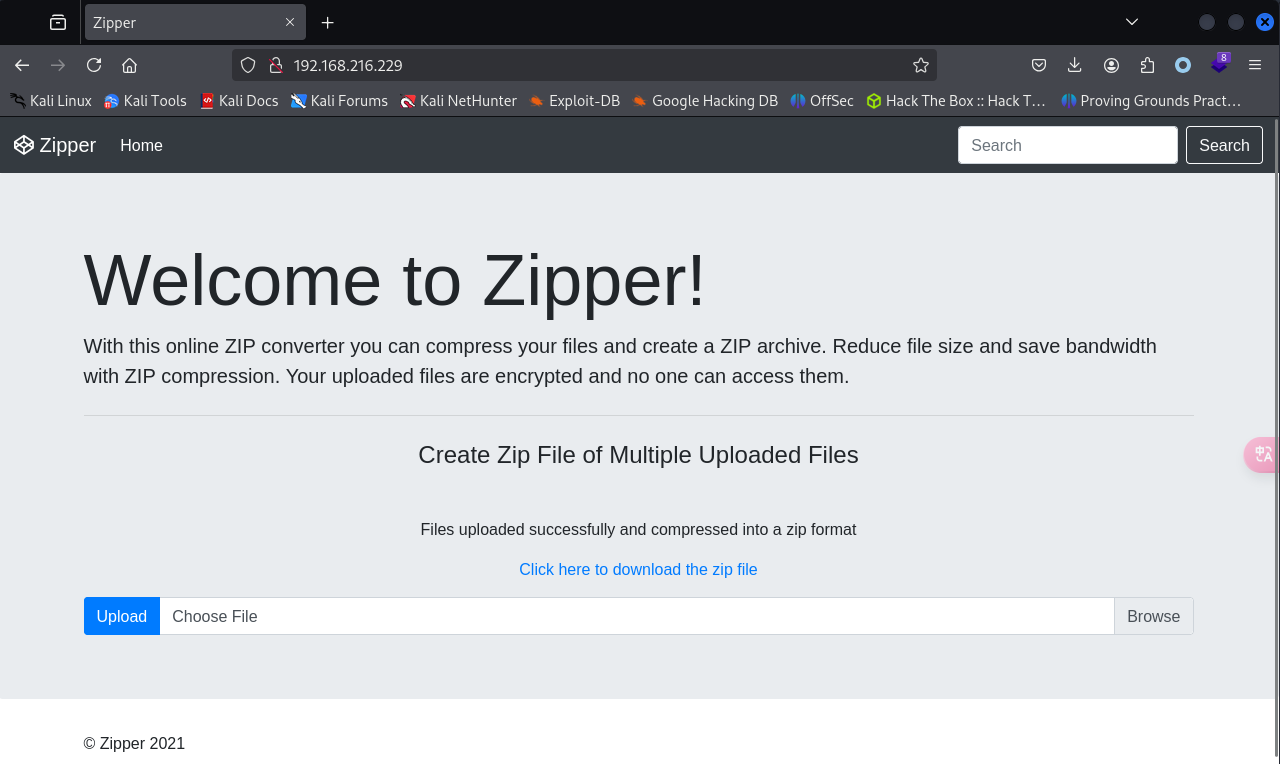 Zipper
192.168.216.229
8
Kali Linux Kali Tools Kali Docs Kali Forums Kali NetHunter Exploit-DB Google Hacking DB OffSec Hack The Box :: Hack T… Proving Grounds Pract…
Zipper Home Search Search
Welcome to Zipper!
With this online ZIP converter you can compress your files and create a ZIP archive. Reduce file size and save bandwidth
with ZIP compression. Your uploaded files are encrypted and no one can access them.
Create Zip File of Multiple Uploaded Files
中A
Files uploaded successfully and compressed into a zip format
Click here to download the zip file
Upload Choose File Browse
© Zipper 2021